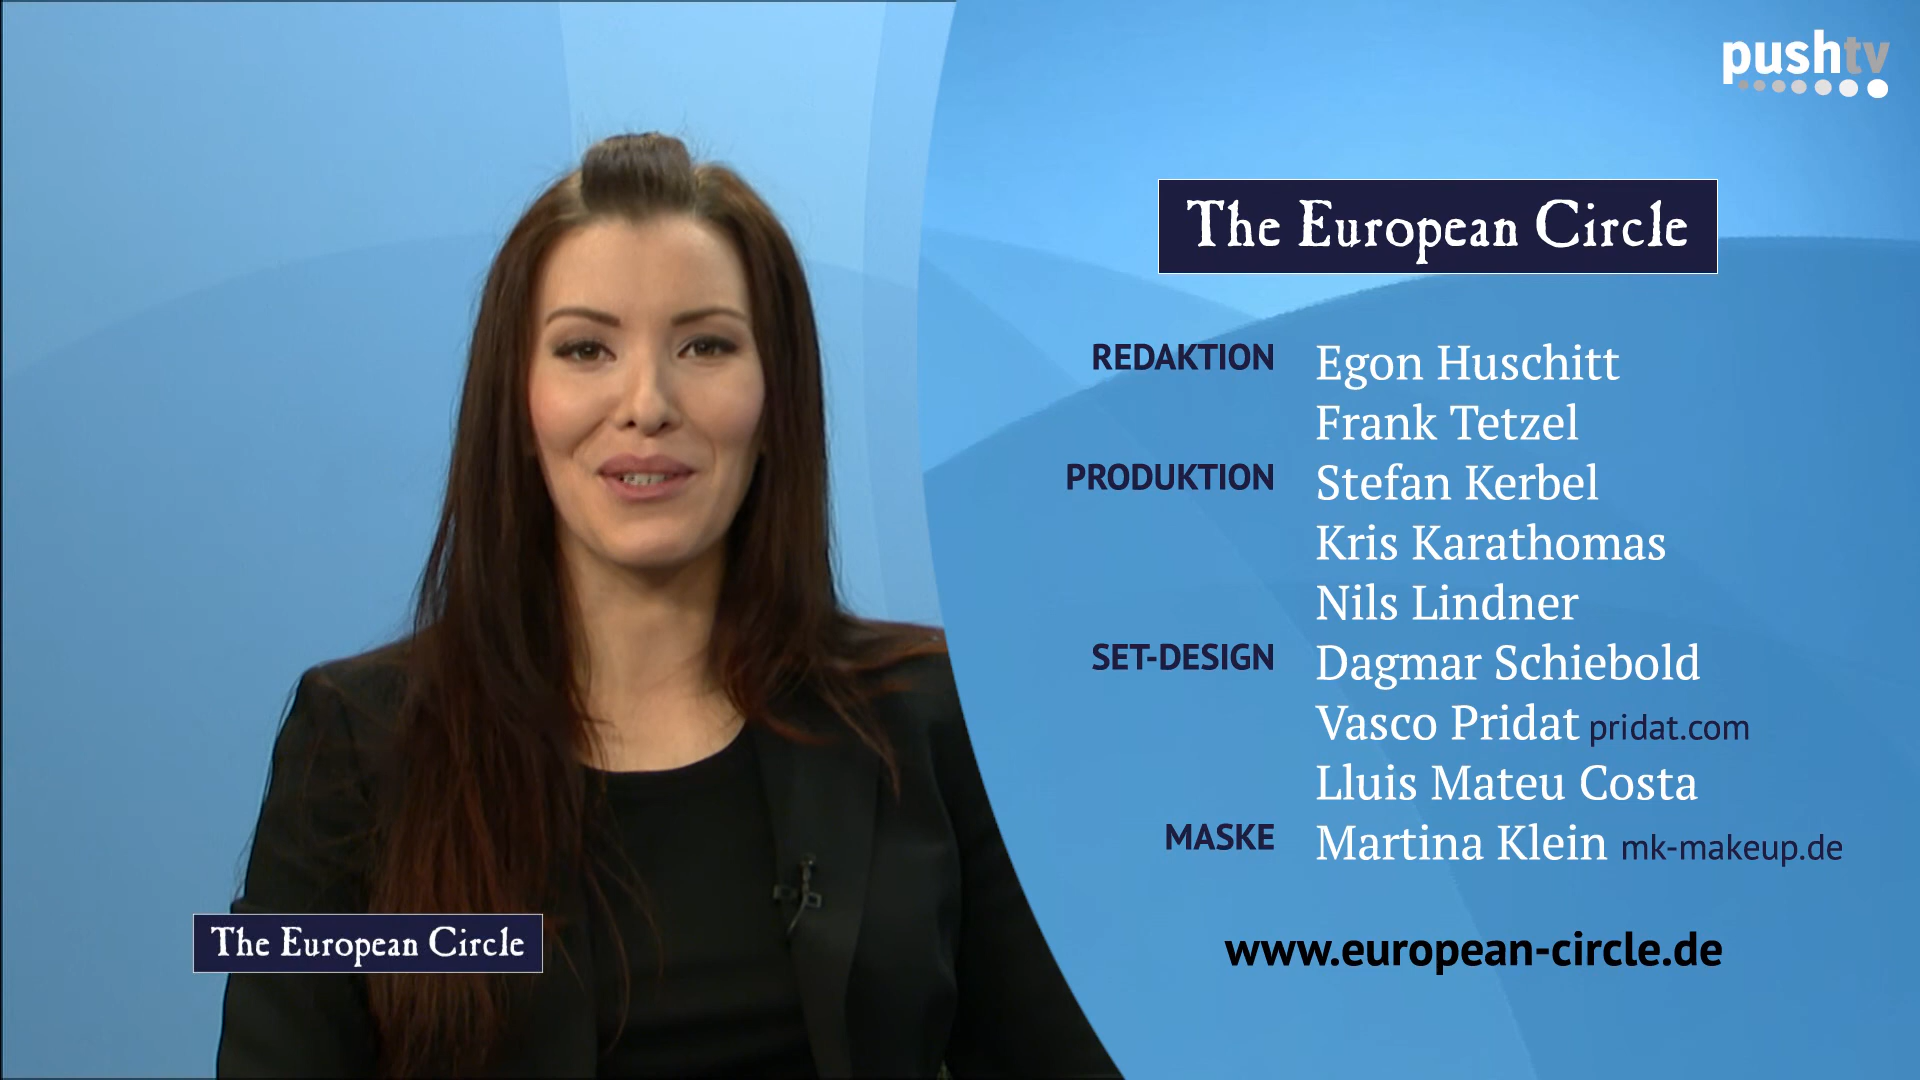 pushtv
The European Circle
REDAKTION Egon Huschitt
Frank Tetzel
PRODUKTION Stefan Kerbel
Kris Karathomas
Nils Lindner
SET-DESIGN Dagmar Schiebold
Vasco Pridat pridat.com
Lluis Mateu Costa
MASKE Martina Klein mk-makeup.de
www.european-circle.de
The European Circle